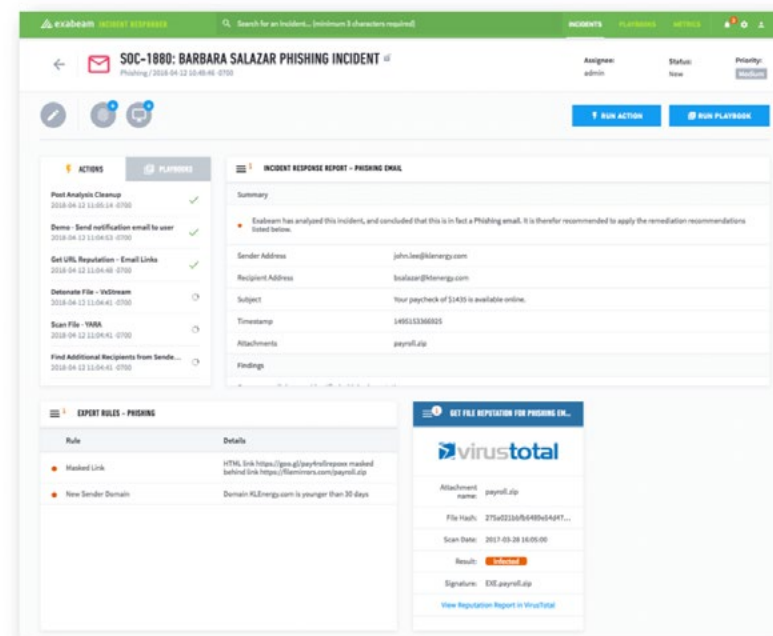 exabeam INCIDENT RESPONDER
Search for an incident... (minimum 3 characters required)
INCIDENTS PLAYBOOKS METRICS
SOC-1880: BARBARA SALAZAR PHISHING INCIDENT
Phishing / 2018-04-12 10:46:46 -0700
Assignee:
admin
Status:
New
Priority:
Medium
RUN ACTION
RUN PLAYBOOK
ACTIONS
PLAYBOOKS
Post Analysis Cleanup
2018-04-12 11:05:14 -0700
Demo - Send notification email to user
2018-04-12 11:04:53 -0700
Get URL Reputation - Email Links
2018-04-12 11:04:48 -0700
Detonate File - VxStream
2018-04-12 11:04:41 -0700
Scan File - YARA
2018-04-12 11:04:41 -0700
Find Additional Recipients from Sende...
2018-04-12 11:04:41 -0700
1 INCIDENT RESPONSE REPORT - PHISHING EMAIL
Summary
Exabeam has analyzed this incident, and concluded that this is in fact a Phishing email. It is therefor recommended to apply the remediation recommendations
listed below.
Sender Address john.lee@klenergy.com
Recipient Address bsalazar@ktenergy.com
Subject Your paycheck of $1435 is available online.
Timestamp 1495153360925
Attachments payroll.zip
Findings
1 EXPERT RULES - PHISHING
Rule Details
Masked Link HTML link https://goo.gl/pay4rollrepoxe masked
behind link https://filemirrors.com/payroll.zip
New Sender Domain Domain KLEnergy.com is younger than 30 days
1 GET FILE REPUTATION FOR PHISHING EM...
virustotal
Attachment
name: payroll.zip
File Hash: 275a021bbfb6489e54d47...
Scan Date: 2017-03-28 16:05:00
Result: Infected
Signature: EXE.payroll.zip
View Reputation Report in VirusTotal